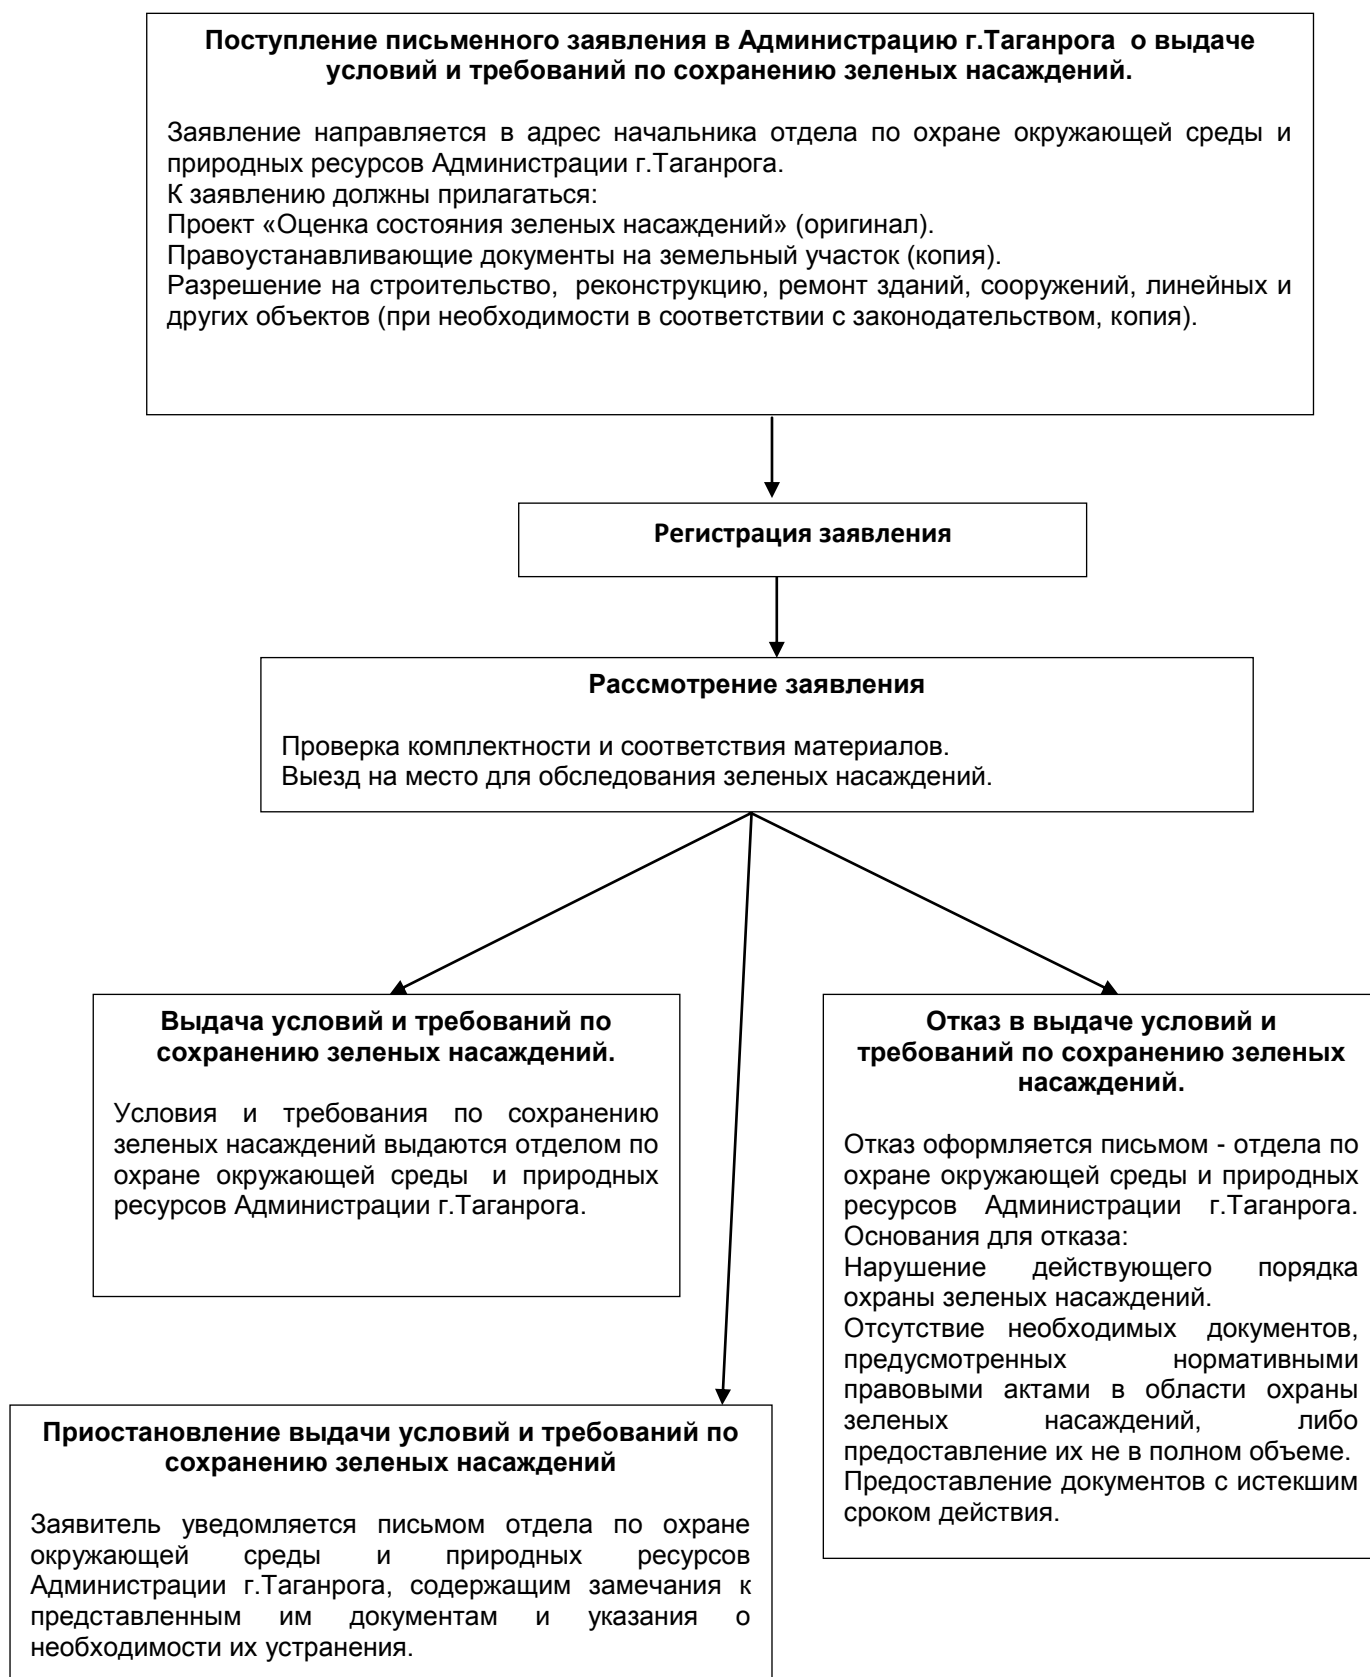 Поступление письменного заявления в Администрацию г.Таганрога о выдаче
условий и требований по сохранению зеленых насаждений.
Заявление направляется в адрес начальника отдела по охране окружающей среды и
природных ресурсов Администрации г.Таганрога.
К заявлению должны прилагаться:
Проект «Оценка состояния зеленых насаждений» (оригинал).
Правоустанавливающие документы на земельный участок (копия).
Разрешение на строительство, реконструкцию, ремонт зданий, сооружений, линейных и
других объектов (при необходимости в соответствии с законодательством, копия).
Регистрация заявления
Рассмотрение заявления
Проверка комплектности и соответствия материалов.
Выезд на место для обследования зеленых насаждений.
Выдача условий и требований по
сохранению зеленых насаждений.
Условия и требования по сохранению
зеленых насаждений выдаются отделом по
охране окружающей среды и природных
ресурсов Администрации г.Таганрога.
Отказ в выдаче условий и
требований по сохранению зеленых
насаждений.
Отказ оформляется письмом - отдела по
охране окружающей среды и природных
ресурсов Администрации г.Таганрога.
Основания для отказа:
Нарушение действующего порядка
охраны зеленых насаждений.
Отсутствие необходимых документов,
предусмотренных нормативными
правовыми актами в области охраны
зеленых насаждений, либо
предоставление их не в полном объеме.
Предоставление документов с истекшим
сроком действия.
Приостановление выдачи условий и требований по
сохранению зеленых насаждений
Заявитель уведомляется письмом отдела по охране
окружающей среды и природных ресурсов
Администрации г.Таганрога, содержащим замечания к
представленным им документам и указания о
необходимости их устранения.